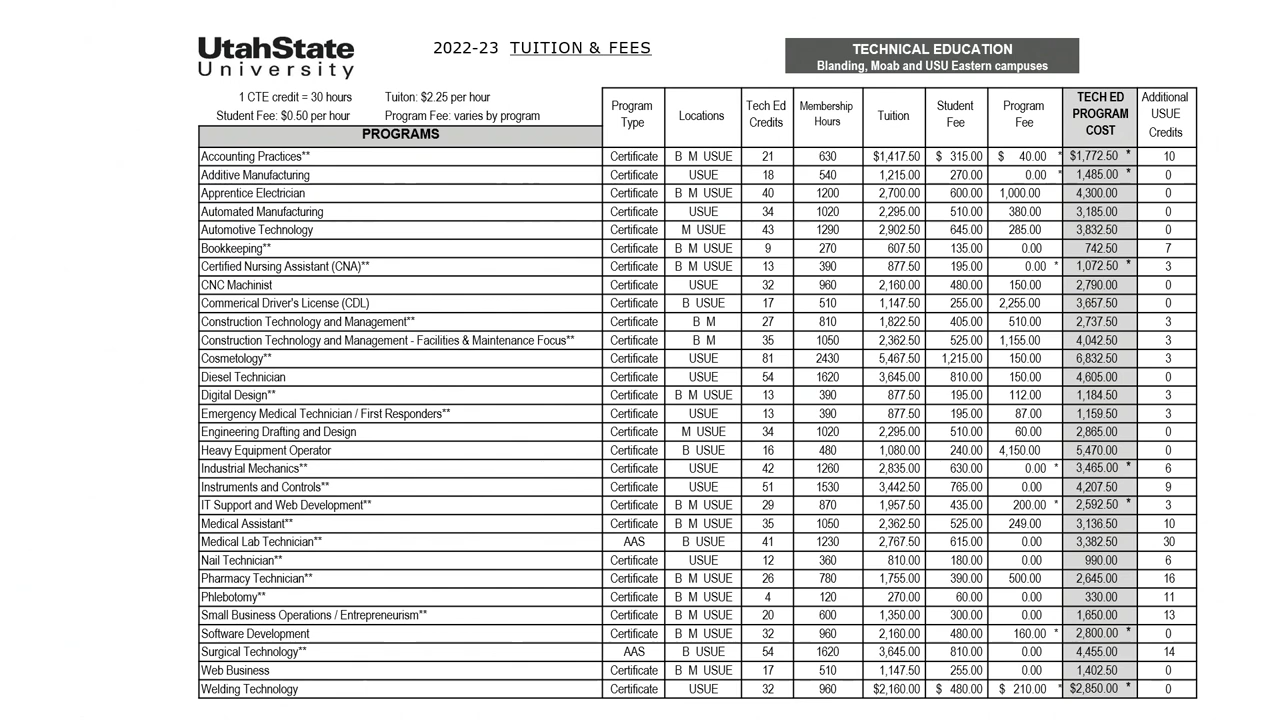 UtahState
University
2022-23 TUITION & FEES
TECHNICAL EDUCATION
Blanding, Moab and USU Eastern campuses
1 CTE credit = 30 hours Tuiton: $2.25 per hour
Student Fee: $0.50 per hour Program Fee: varies by program
PROGRAMS Program Type Locations Tech Ed Credits Membership Hours Tuition Student Fee Program Fee TECH ED PROGRAM COST Additional USUE Credits
Accounting Practices** Certificate B M USUE 21 630 $1,417.50 $ 315.00 $ 40.00 * $1,772.50 * 10
Additive Manufacturing Certificate USUE 18 540 1,215.00 270.00 0.00 * 1,485.00 * 0
Apprentice Electrician Certificate B M USUE 40 1200 2,700.00 600.00 1,000.00 4,300.00 0
Automated Manufacturing Certificate USUE 34 1020 2,295.00 510.00 380.00 3,185.00 0
Automotive Technology Certificate M USUE 43 1290 2,902.50 645.00 285.00 3,832.50 0
Bookkeeping** Certificate B M USUE 9 270 607.50 135.00 0.00 742.50 7
Certified Nursing Assistant (CNA)** Certificate B M USUE 13 390 877.50 195.00 0.00 * 1,072.50 * 3
CNC Machinist Certificate USUE 32 960 2,160.00 480.00 150.00 2,790.00 0
Commerical Driver's License (CDL) Certificate B USUE 17 510 1,147.50 255.00 2,255.00 3,657.50 0
Construction Technology and Management** Certificate B M 27 810 1,822.50 405.00 510.00 2,737.50 3
Construction Technology and Management - Facilities & Maintenance Focus** Certificate B M 35 1050 2,362.50 525.00 1,155.00 4,042.50 3
Cosmetology** Certificate USUE 81 2430 5,467.50 1,215.00 150.00 6,832.50 3
Diesel Technician Certificate USUE 54 1620 3,645.00 810.00 150.00 4,605.00 0
Digital Design** Certificate B M USUE 13 390 877.50 195.00 112.00 1,184.50 3
Emergency Medical Technician / First Responders** Certificate USUE 13 390 877.50 195.00 87.00 1,159.50 3
Engineering Drafting and Design Certificate M USUE 34 1020 2,295.00 510.00 60.00 2,865.00 0
Heavy Equipment Operator Certificate B USUE 16 480 1,080.00 240.00 4,150.00 5,470.00 0
Industrial Mechanics** Certificate USUE 42 1260 2,835.00 630.00 0.00 * 3,465.00 * 6
Instruments and Controls** Certificate USUE 51 1530 3,442.50 765.00 0.00 4,207.50 9
IT Support and Web Development** Certificate B M USUE 29 870 1,957.50 435.00 200.00 * 2,592.50 * 3
Medical Assistant** Certificate B M USUE 35 1050 2,362.50 525.00 249.00 3,136.50 10
Medical Lab Technician** AAS B USUE 41 1230 2,767.50 615.00 0.00 3,382.50 30
Nail Technician** Certificate USUE 12 360 810.00 180.00 0.00 990.00 6
Pharmacy Technician** Certificate B M USUE 26 780 1,755.00 390.00 500.00 2,645.00 16
Phlebotomy** Certificate B M USUE 4 120 270.00 60.00 0.00 330.00 11
Small Business Operations / Entrepreneurism** Certificate B M USUE 20 600 1,350.00 300.00 0.00 1,650.00 13
Software Development Certificate B M USUE 32 960 2,160.00 480.00 160.00 * 2,800.00 * 0
Surgical Technology** AAS B USUE 54 1620 3,645.00 810.00 0.00 4,455.00 14
Web Business Certificate B M USUE 17 510 1,147.50 255.00 0.00 1,402.50 0
Welding Technology Certificate USUE 32 960 $2,160.00 $ 480.00 $ 210.00 * $2,850.00 * 0